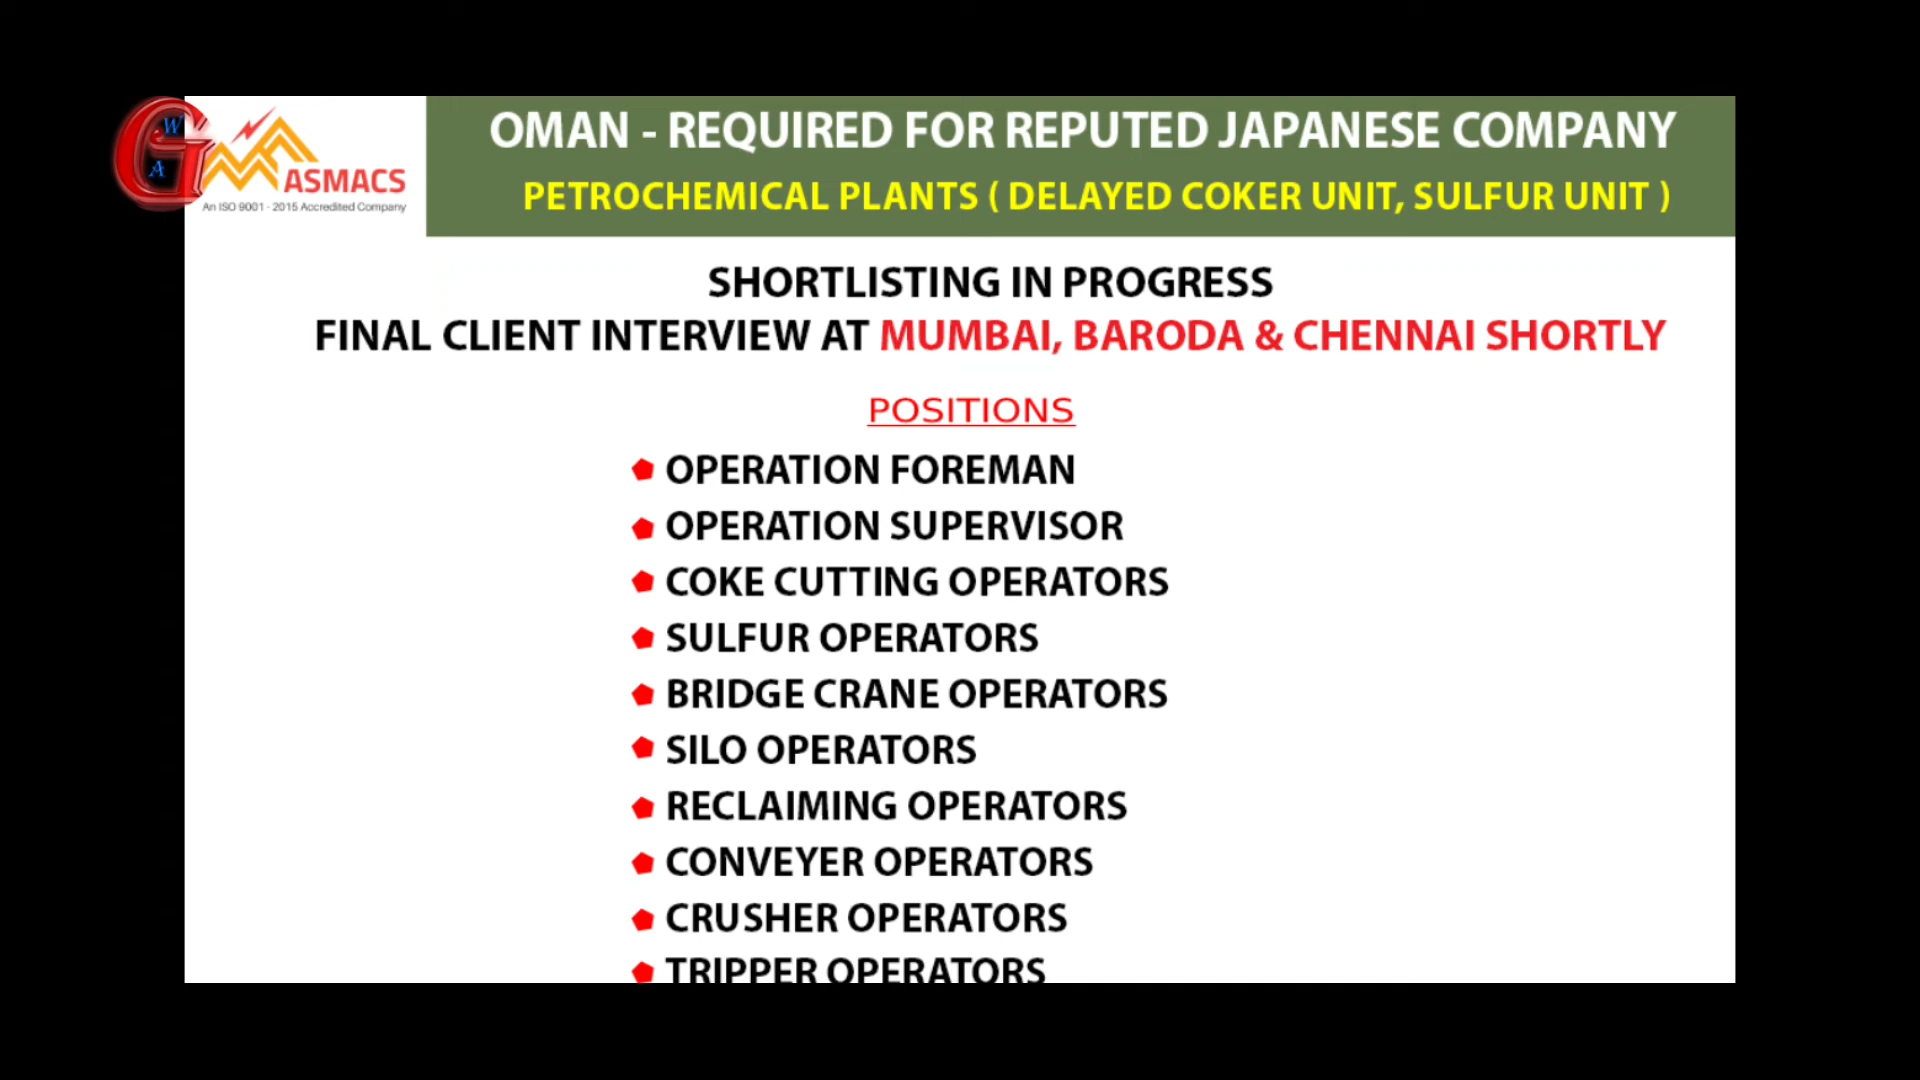 G W A
ASMACS
An ISO 9001 - 2015 Accredited Company
OMAN - REQUIRED FOR REPUTED JAPANESE COMPANY
PETROCHEMICAL PLANTS ( DELAYED COKER UNIT, SULFUR UNIT )
SHORTLISTING IN PROGRESS
FINAL CLIENT INTERVIEW AT MUMBAI, BARODA & CHENNAI SHORTLY
POSITIONS
OPERATION FOREMAN
OPERATION SUPERVISOR
COKE CUTTING OPERATORS
SULFUR OPERATORS
BRIDGE CRANE OPERATORS
SILO OPERATORS
RECLAIMING OPERATORS
CONVEYER OPERATORS
CRUSHER OPERATORS
TRIPPER OPERATORS